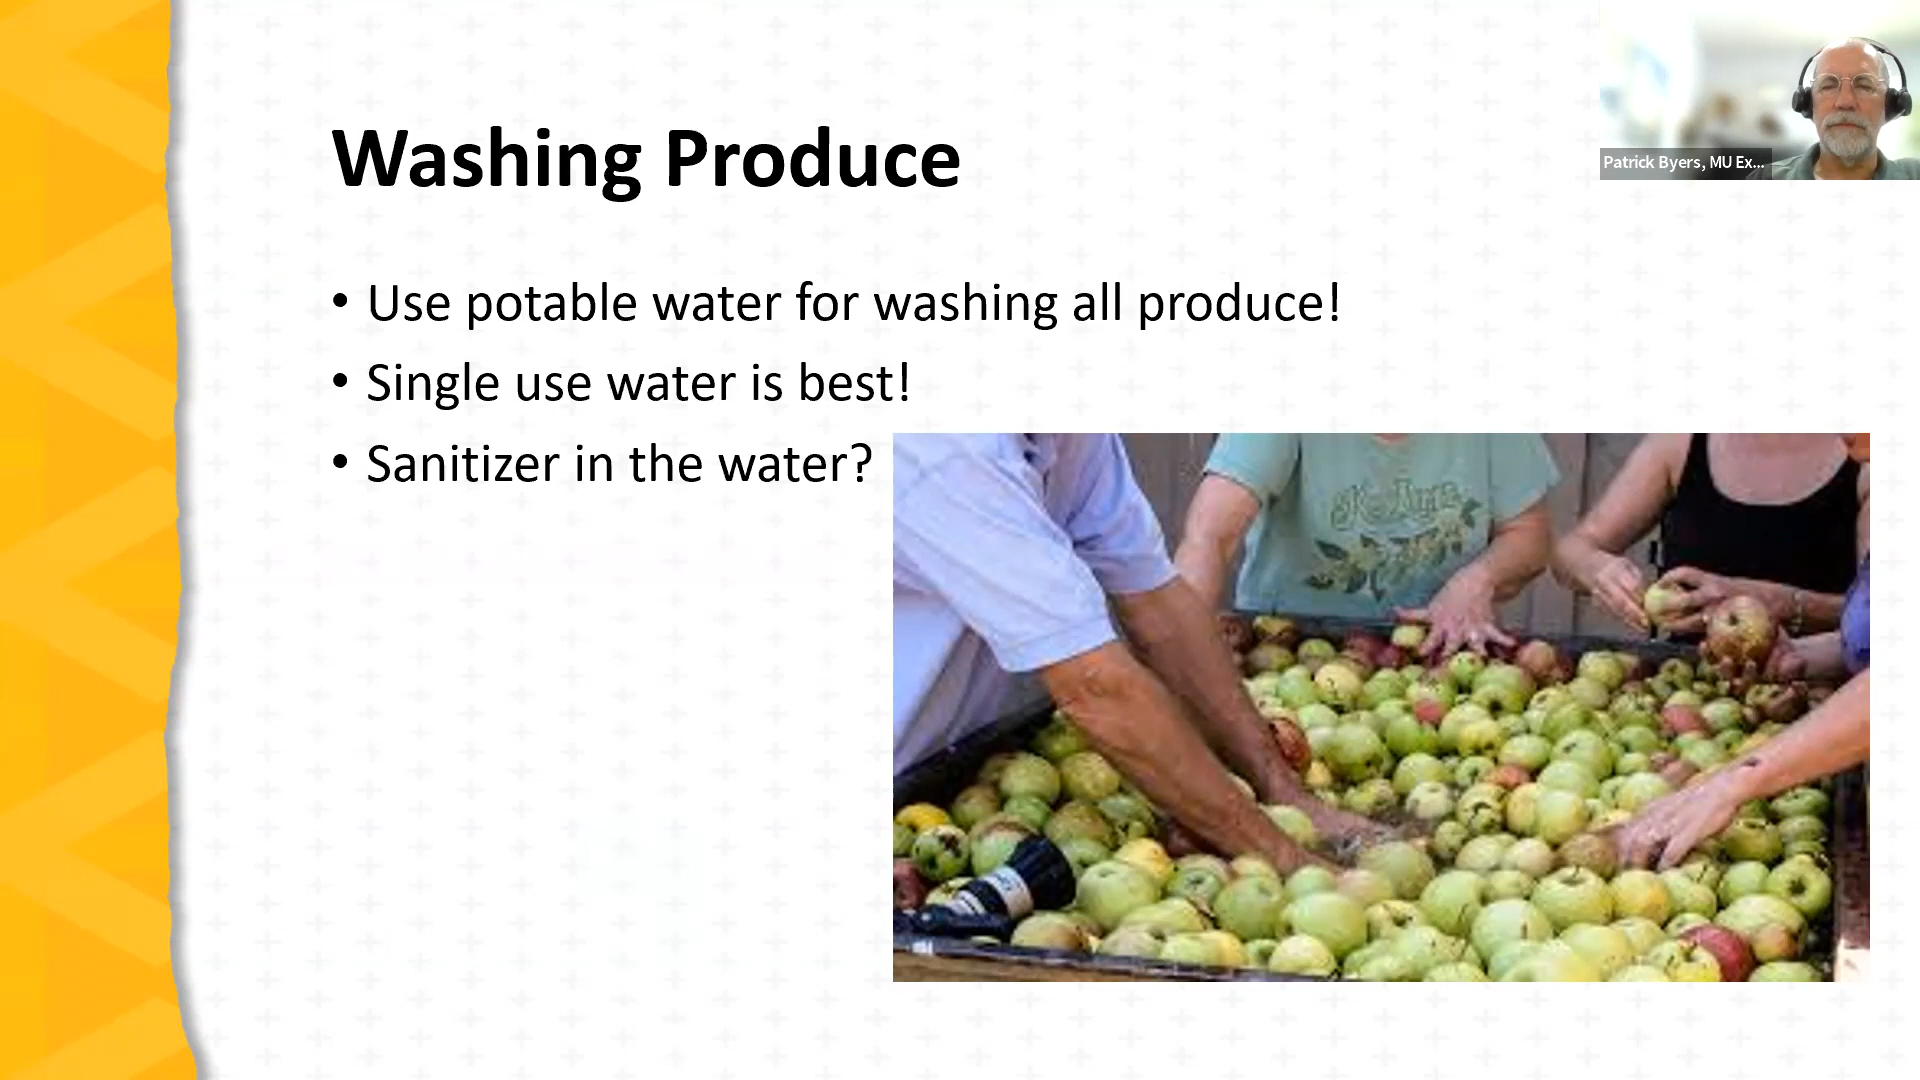 Washing Produce
• Use potable water for washing all produce!
• Single use water is best!
• Sanitizer in the water?
Patrick Byers, MU Ex...